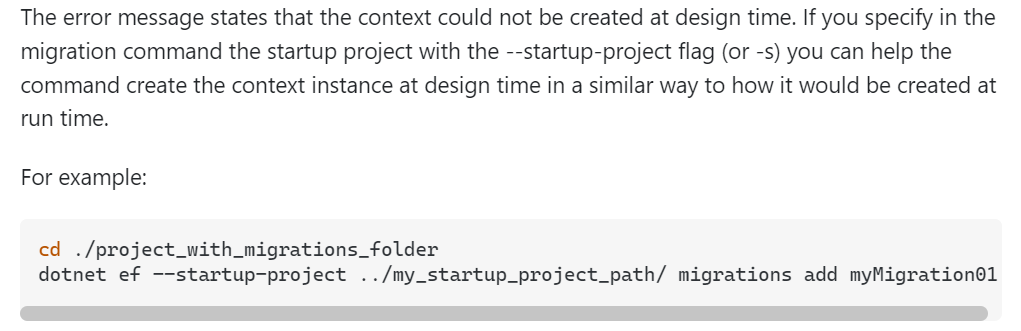 The error message states that the context could not be created at design time. If you specify in the
migration command the startup project with the --startup-project flag (or -s) you can help the
command create the context instance at design time in a similar way to how it would be created at
run time.
For example:
cd ./project_with_migrations_folder
dotnet ef --startup-project ../my_startup_project_path/ migrations add myMigration01